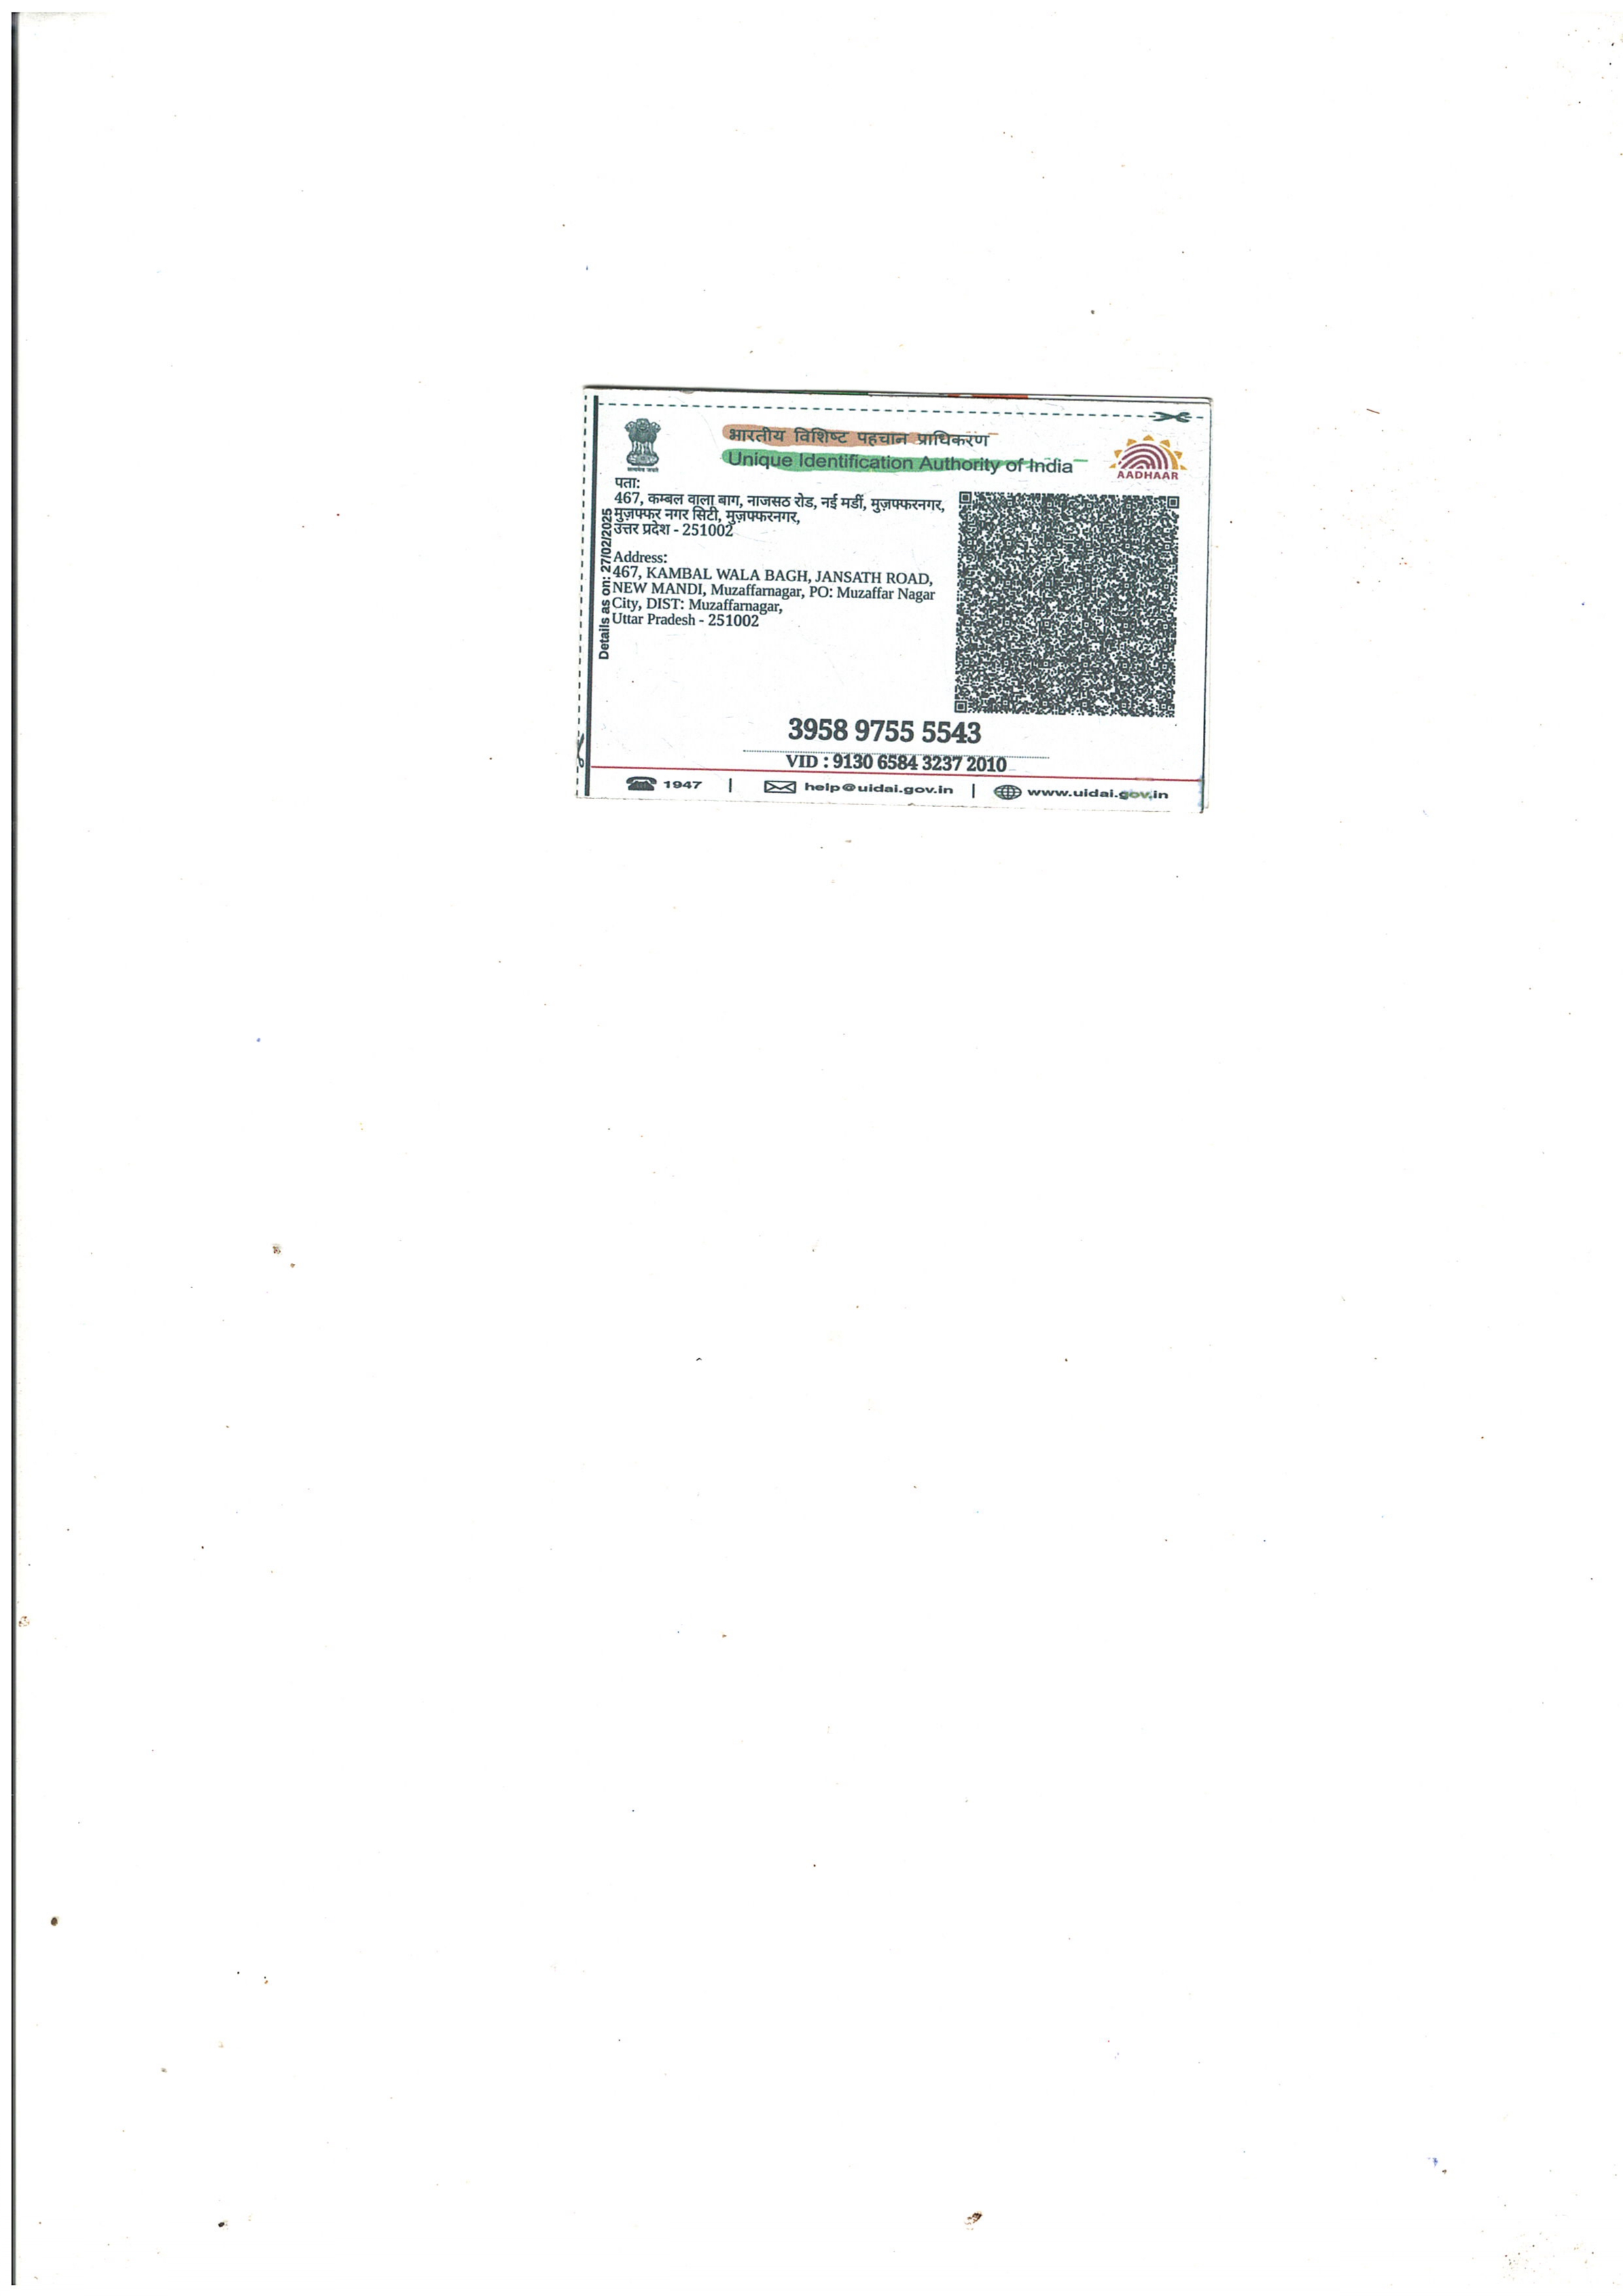 भारतीय विशिष्ट पहचान प्राधिकरण
Unique Identification Authority of India
AADHAAR
सत्यमेव जयते
पता:
467, कम्बल वाला बाग, नाजसठ रोड, नई मडीं, मुज़फ्फरनगर,
मुज़फ्फर नगर सिटी, मुज़फ्फरनगर,
उत्तर प्रदेश - 251002
Details as on: 27/02/2025
Address:
467, KAMBAL WALA BAGH, JANSATH ROAD,
NEW MANDI, Muzaffarnagar, PO: Muzaffar Nagar
City, DIST: Muzaffarnagar,
Uttar Pradesh - 251002
3958 9755 5543
VID : 9130 6584 3237 2010
1947 | help@uidai.gov.in | www.uidai.gov.in